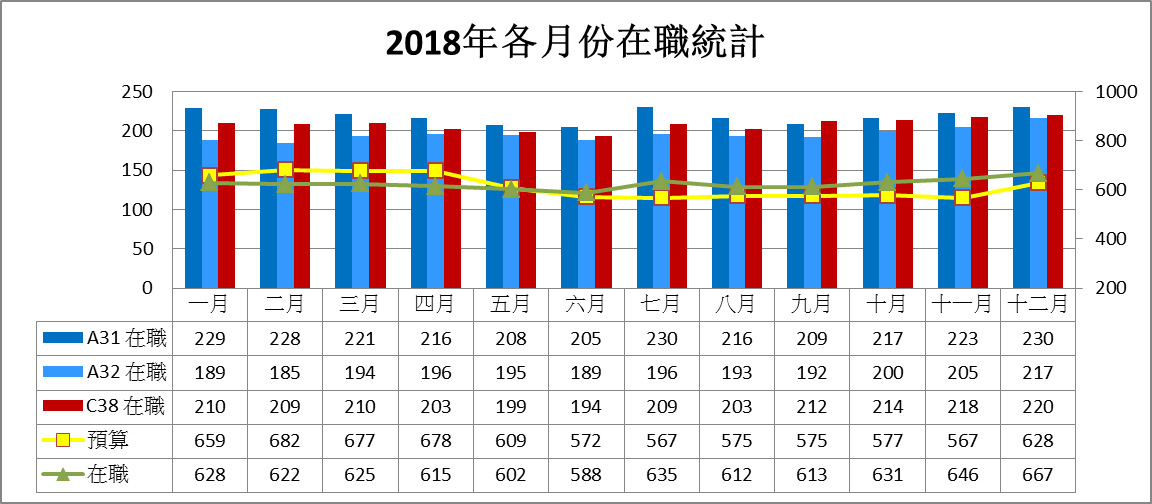 2018年各月份在職統計
250 1000
200 800
150 600
100 400
50
0 200
一月 二月 三月 四月 五月 六月 七月 八月 九月 十月 十一月 十二月
A31 在職 229 228 221 216 208 205 230 216 209 217 223 230
A32 在職 189 185 194 196 195 189 196 193 192 200 205 217
C38 在職 210 209 210 203 199 194 209 203 212 214 218 220
預算 659 682 677 678 609 572 567 575 575 577 567 628
在職 628 622 625 615 602 588 635 612 613 631 646 667